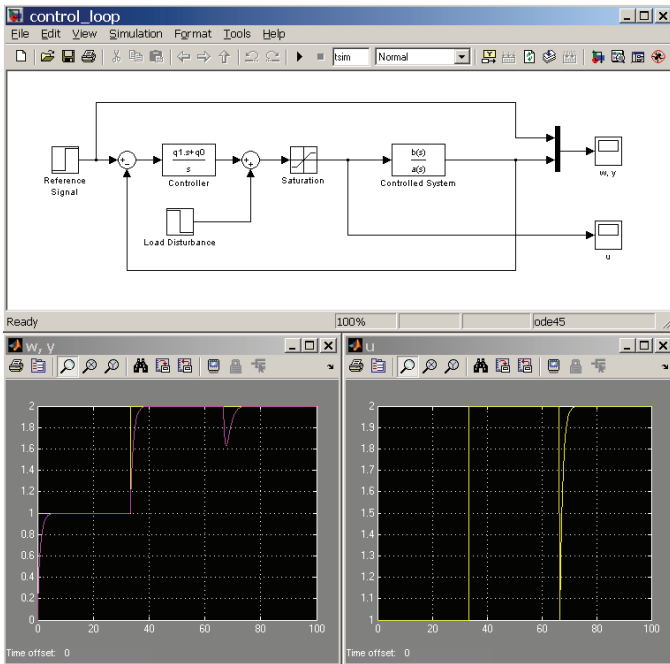 control_loop
File Edit View Simulation Format Tools Help
tsim Normal
Reference
Signal
q1.s+q0
s
Controller
Load Disturbance
Saturation
b(s)
a(s)
Controlled System
w, y
u
Ready 100% ode45
w, y
2
1.8
1.6
1.4
1.2
1
0.8
0.6
0.4
0.2
0
0 20 40 60 80 100
Time offset: 0
u
2
1.9
1.8
1.7
1.6
1.5
1.4
1.3
1.2
1.1
1
0 20 40 60 80 100
Time offset: 0